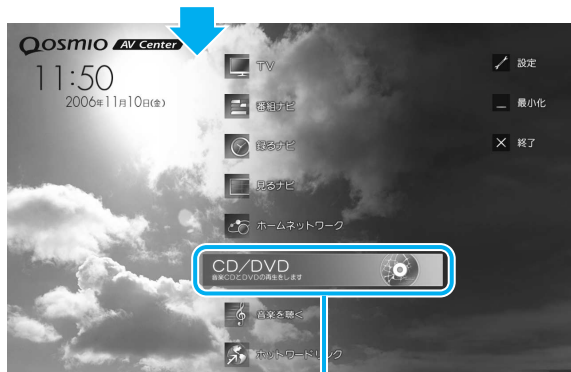 Qosmio AV Center
11:50
2006年11月10日(金)
TV
番組ナビ
録るナビ
見るナビ
ホームネットワーク
CD/DVD
音楽CDとDVDの再生をします
音楽を聴く
ホットワードリンク
設定
最小化
終了